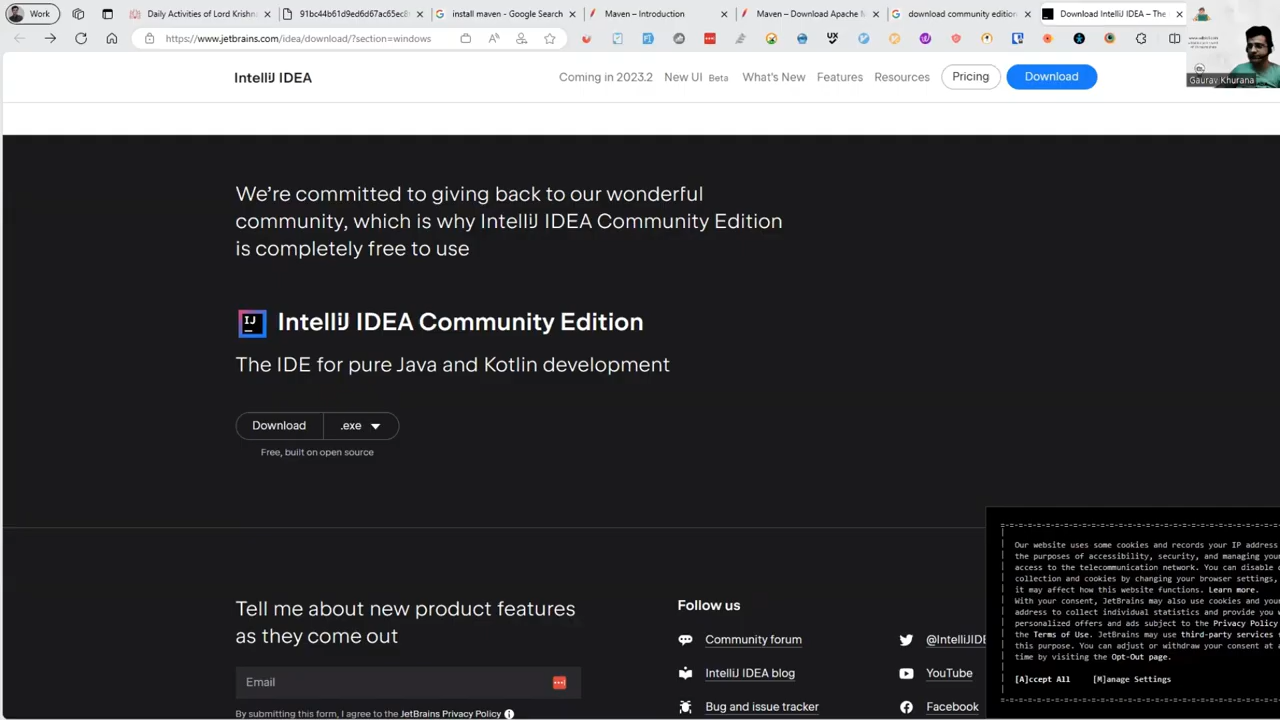 Work
Daily Activities of Lord Krishn
91bc44b61d9846d67ac65ec8
install maven - Google Search
Maven – Introduction
Maven – Download Apache M
download community edition
Download IntelliJ IDEA – The
https://www.jetbrains.com/idea/download/?section=windows
Gaurav Khurana
IntelliJ IDEA
Coming in 2023.2
New UI Beta
What's New
Features
Resources
Pricing
Download
We're committed to giving back to our wonderful
community, which is why IntelliJ IDEA Community Edition
is completely free to use
IJ
IntelliJ IDEA Community Edition
The IDE for pure Java and Kotlin development
Download
.exe
Free, built on open source
Tell me about new product features
as they come out
Email
By submitting this form, I agree to the JetBrains Privacy Policy
Follow us
Community forum
@IntelliJIDE
IntelliJ IDEA blog
YouTube
Bug and issue tracker
Facebook
Our website uses some cookies and records your IP address
the purposes of accessibility, security, and managing your
access to the telecommunication network. You can disable
collection and cookies by changing your browser settings,
it may affect how this website functions. Learn more.
With your consent, JetBrains may also use cookies and you
address to collect individual statistics and provide you w
personalized offers and ads subject to the Privacy Policy
the Terms of Use. JetBrains may use third-party services
this purpose. You can adjust or withdraw your consent at a
time by visiting the Opt-Out page.
[A]ccept All
[M]anage Settings